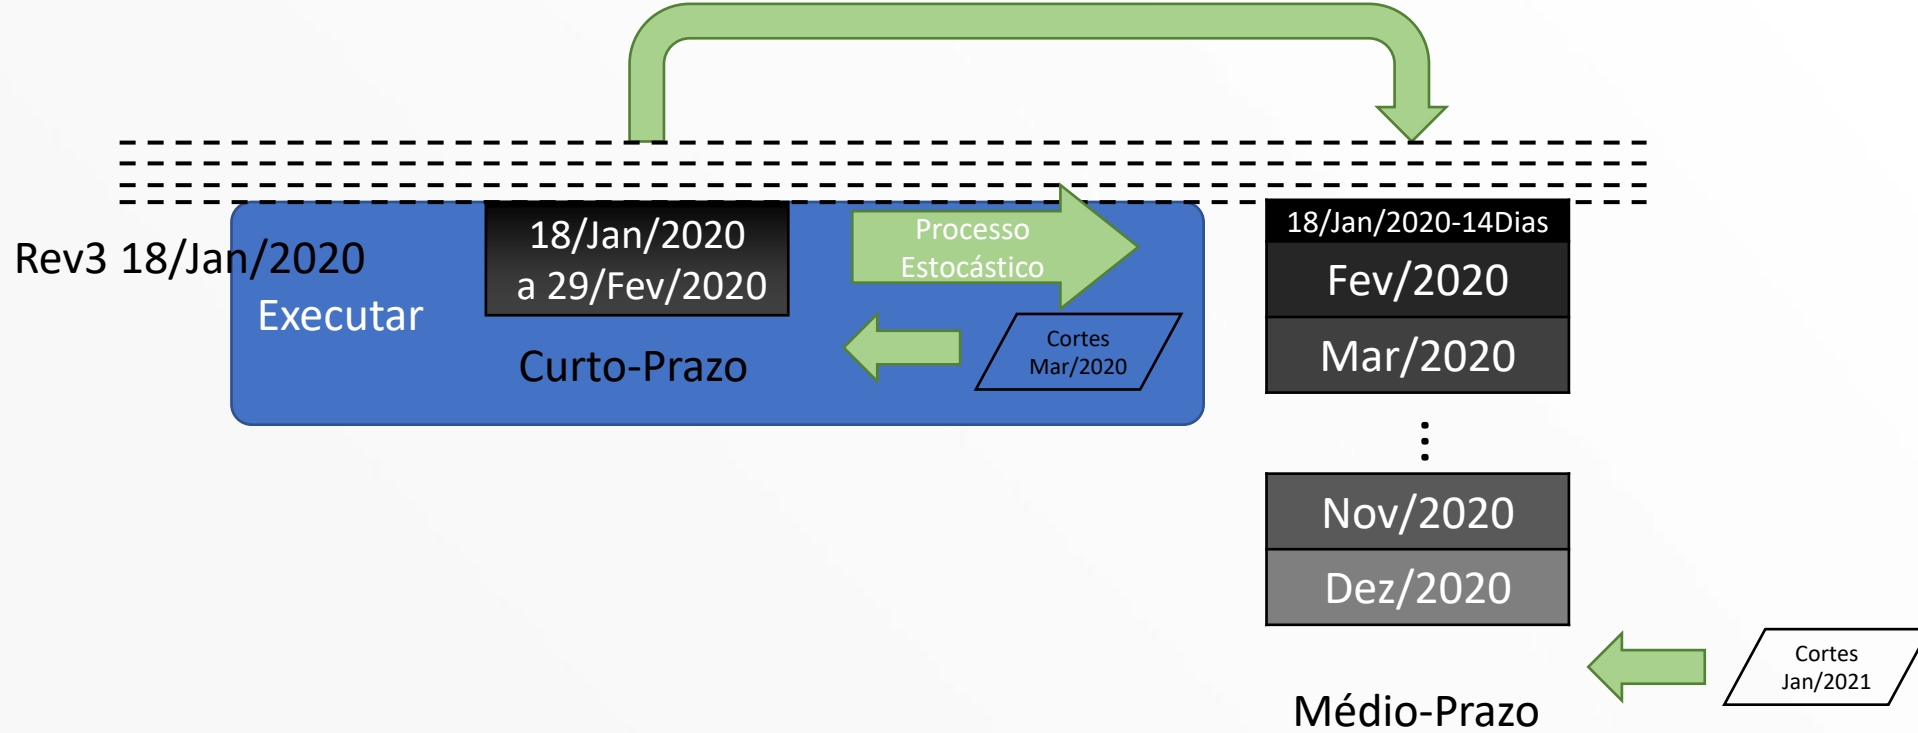 Rev3 18/Jan/2020
Executar
18/Jan/2020
a 29/Fev/2020
Curto-Prazo
Processo
Estocástico
Cortes
Mar/2020
18/Jan/2020-14Dias
Fev/2020
Mar/2020
Nov/2020
Dez/2020
Médio-Prazo
Cortes
Jan/2021